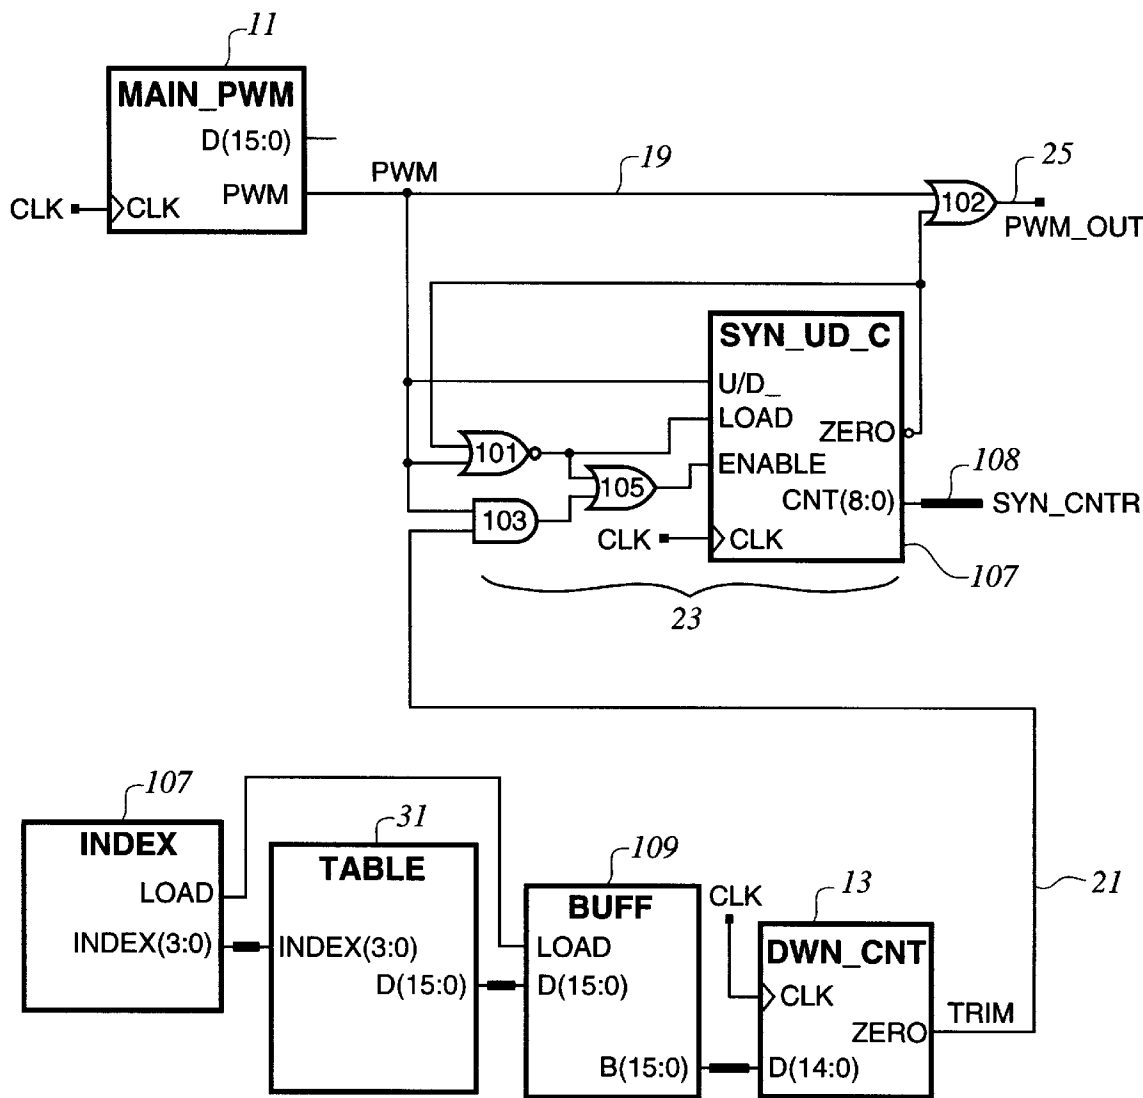 11
MAIN_PWM
D(15:0)
PWM
CLK
CLK
PWM
19
25
102
PWM_OUT
SYN_UD_C
U/D_
LOAD
ZERO
ENABLE
CNT(8:0)
CLK
CLK
101
105
103
108
SYN_CNTR
107
23
107
INDEX
LOAD
INDEX(3:0)
31
TABLE
INDEX(3:0)
D(15:0)
109
BUFF
LOAD
D(15:0)
B(15:0)
CLK
13
DWN_CNT
CLK
ZERO
D(14:0)
TRIM
21